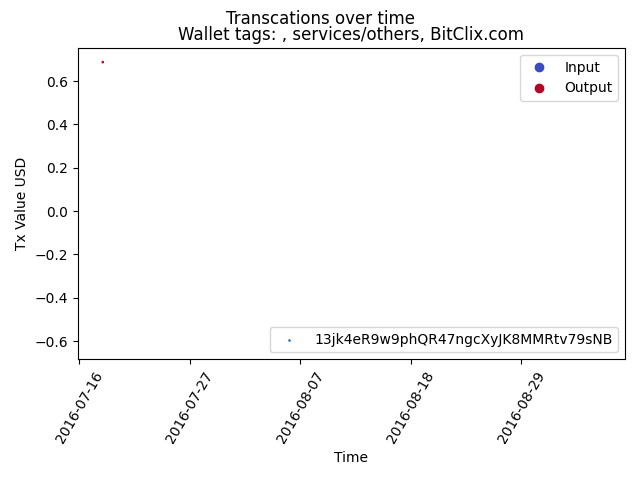 Transcations over time
Wallet tags: , services/others, BitClix.com
Input
Output
Tx Value USD
0.6
0.4
0.2
0.0
−0.2
−0.4
−0.6
13jk4eR9w9phQR47ngcXyJK8MMRtv79sNB
2016-07-16
2016-07-27
2016-08-07
2016-08-18
2016-08-29
Time